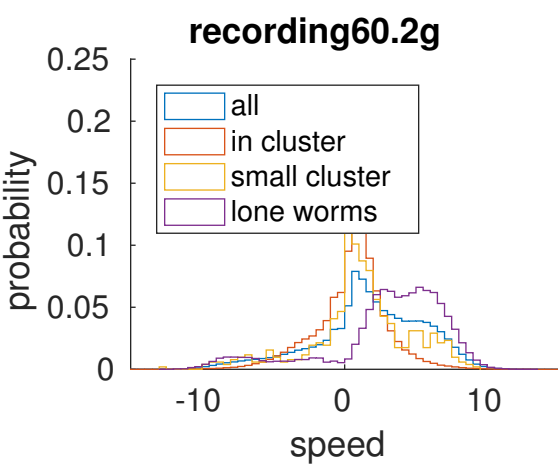 recording60.2g
0.25
0.2
0.15
0.1
0.05
0
probability
all
in cluster
small cluster
lone worms
-10
0
10
speed